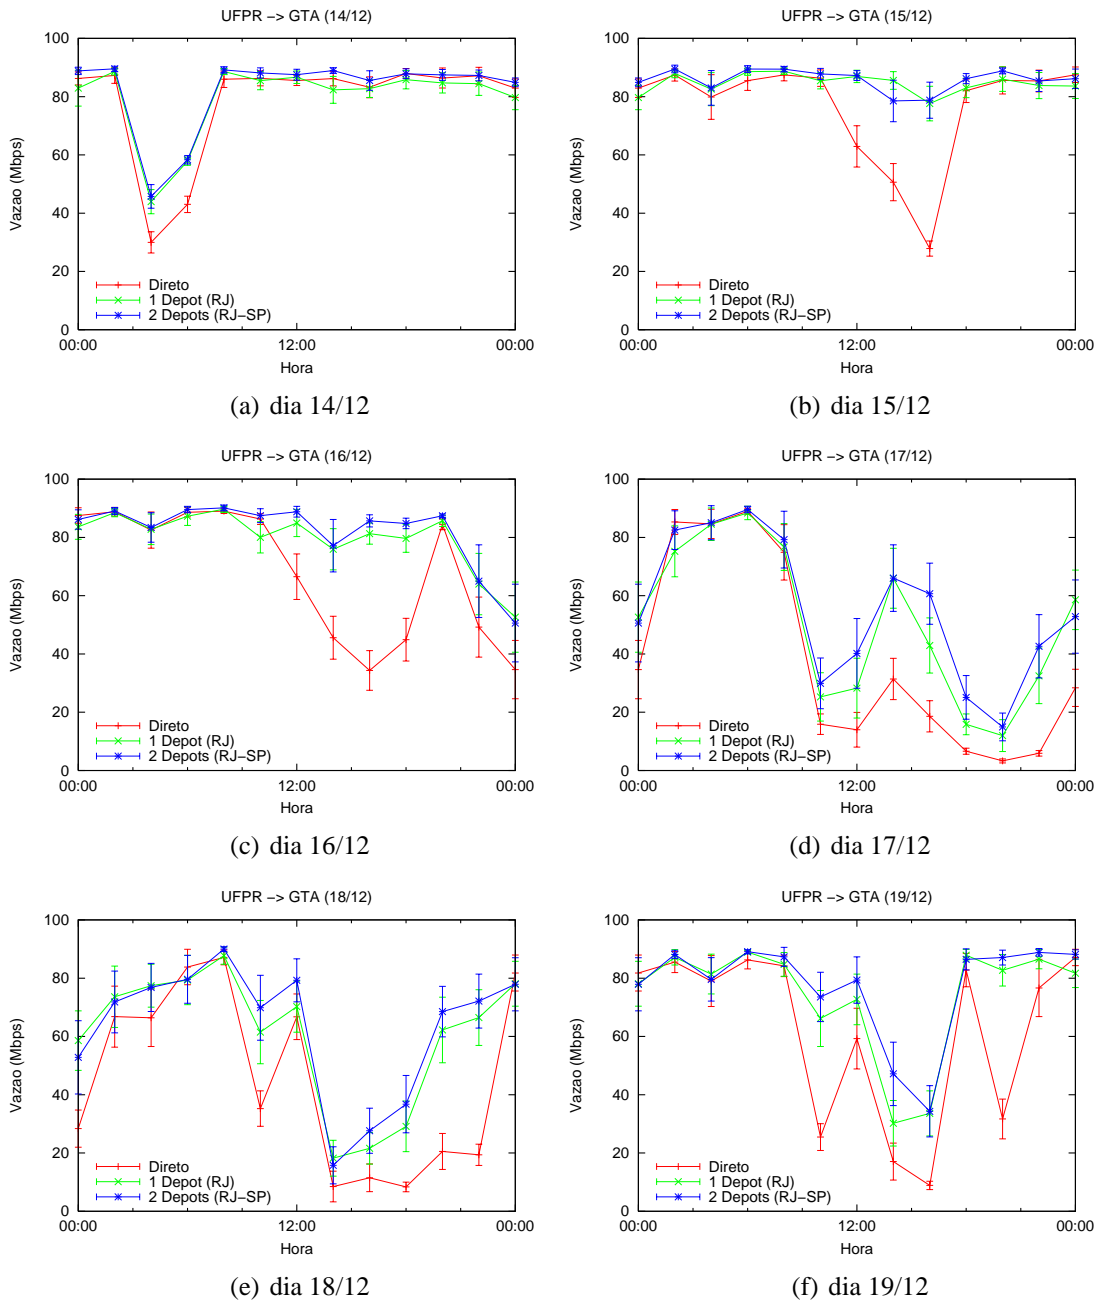 UFPR −> GTA (14/12)
100
80
60
40
20
0
Vazao (Mbps)
Direto
1 Depot (RJ)
2 Depots (RJ−SP)
00:00 12:00 00:00
Hora
(a) dia 14/12
UFPR −> GTA (15/12)
100
80
60
40
20
0
Vazao (Mbps)
Direto
1 Depot (RJ)
2 Depots (RJ−SP)
00:00 12:00 00:00
Hora
(b) dia 15/12
UFPR −> GTA (16/12)
100
80
60
40
20
0
Vazao (Mbps)
Direto
1 Depot (RJ)
2 Depots (RJ−SP)
00:00 12:00 00:00
Hora
(c) dia 16/12
UFPR −> GTA (17/12)
100
80
60
40
20
0
Vazao (Mbps)
Direto
1 Depot (RJ)
2 Depots (RJ−SP)
00:00 12:00 00:00
Hora
(d) dia 17/12
UFPR −> GTA (18/12)
100
80
60
40
20
0
Vazao (Mbps)
Direto
1 Depot (RJ)
2 Depots (RJ−SP)
00:00 12:00 00:00
Hora
(e) dia 18/12
UFPR −> GTA (19/12)
100
80
60
40
20
0
Vazao (Mbps)
Direto
1 Depot (RJ)
2 Depots (RJ−SP)
00:00 12:00 00:00
Hora
(f) dia 19/12